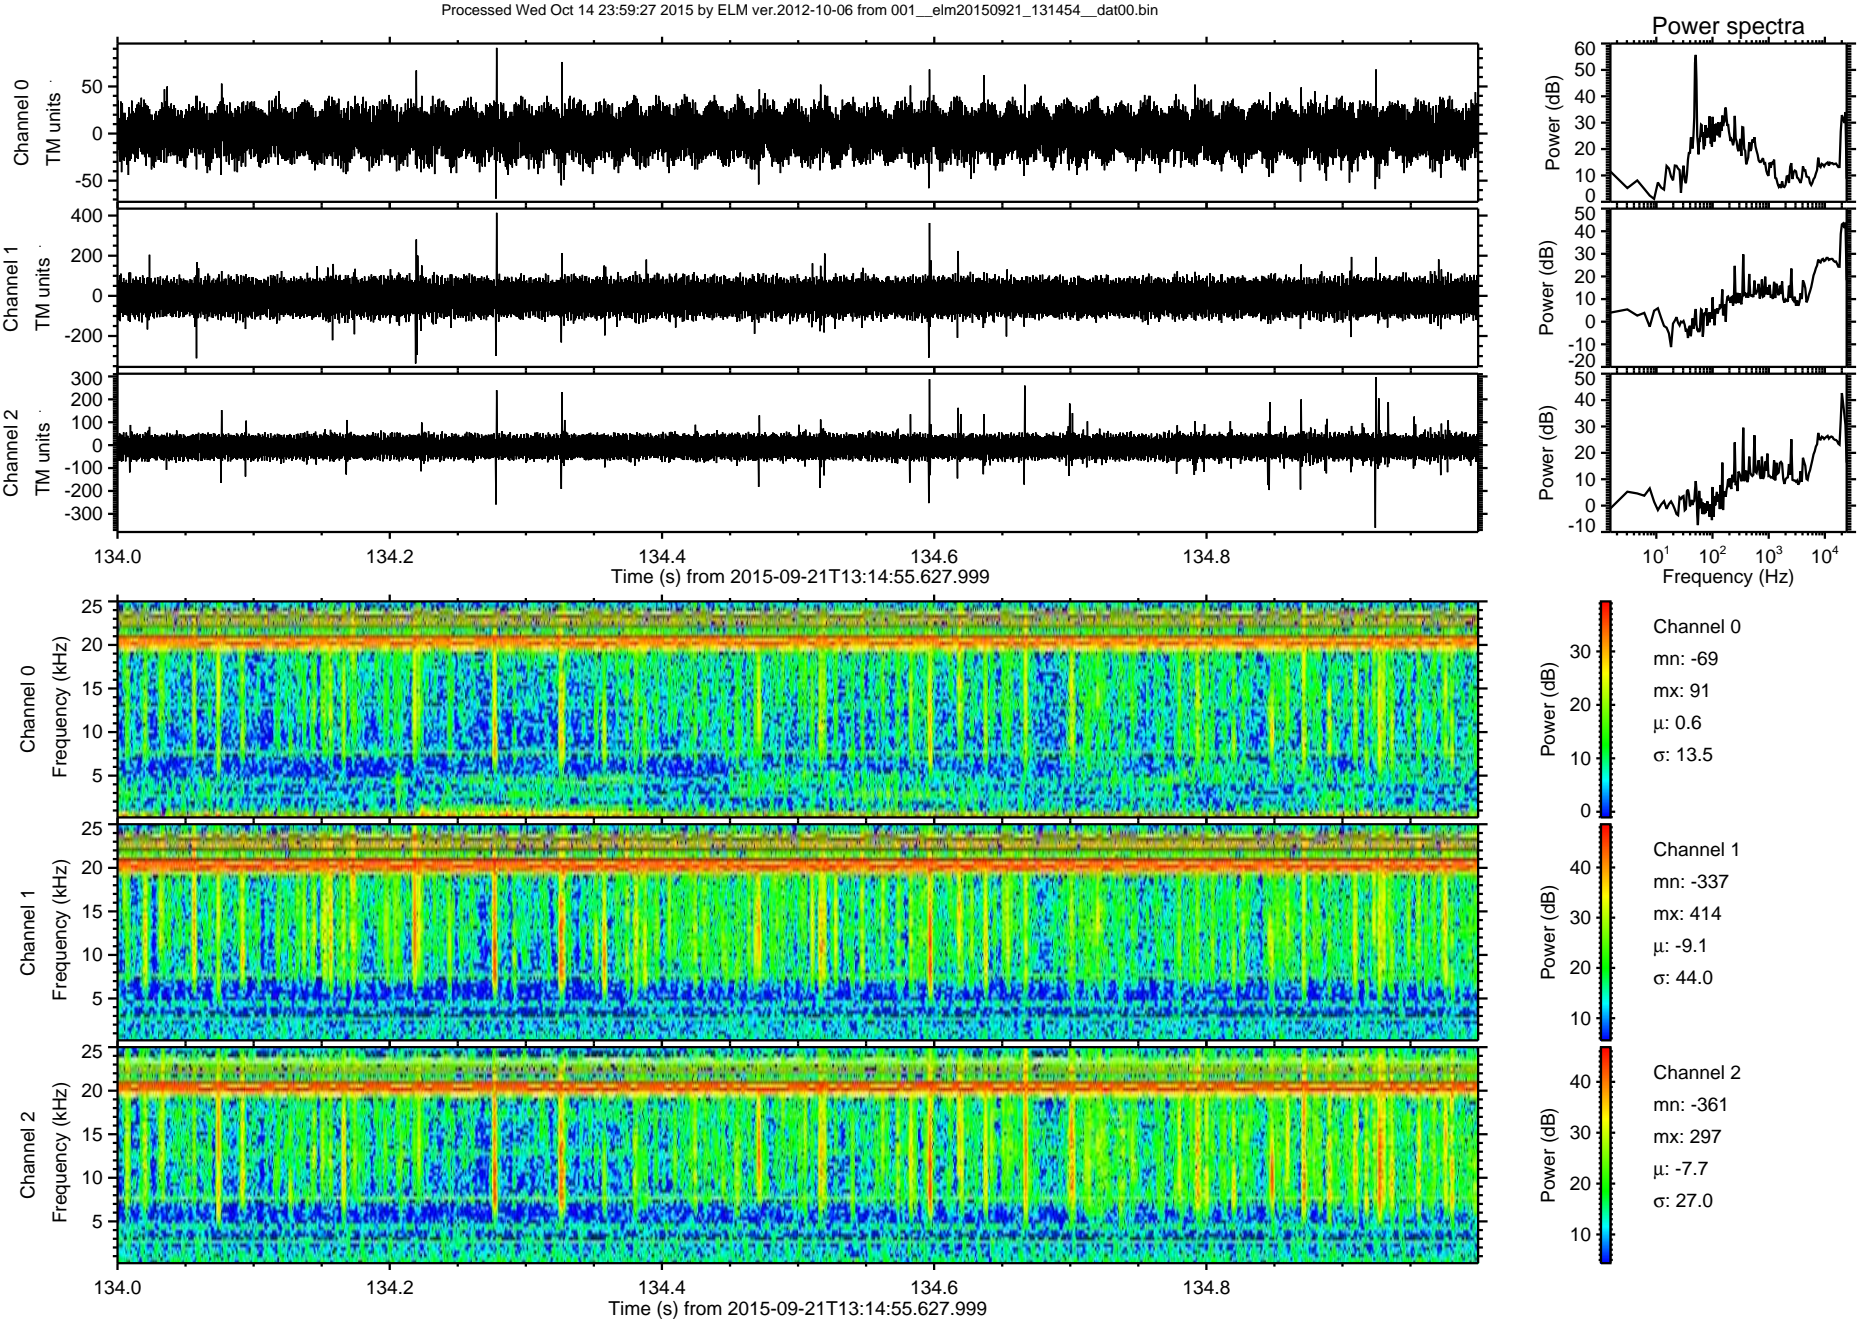 Processed Wed Oct 14 23:59:27 2015 by ELM ver.2012-10-06 from 001__elm20150921_131454__dat00.bin
Power spectra
Channel 0
TM units
50
0
-50
Power (dB)
60
50
40
30
20
10
0
Channel 1
TM units
400
200
0
-200
Power (dB)
50
40
30
20
10
0
-10
-20
Channel 2
TM units
300
200
100
0
-100
-200
-300
Power (dB)
50
40
30
20
10
0
-10
134.0 134.2 134.4 134.6 134.8
Time (s) from 2015-09-21T13:14:55.627.999
10¹ 10² 10³ 10⁴
Frequency (Hz)
Channel 0
Frequency (kHz)
25
20
15
10
5
Power (dB)
30
20
10
0
Channel 0
mn: -69
mx: 91
μ: 0.6
σ: 13.5
Channel 1
Frequency (kHz)
25
20
15
10
5
Power (dB)
40
30
20
10
Channel 1
mn: -337
mx: 414
μ: -9.1
σ: 44.0
Channel 2
Frequency (kHz)
25
20
15
10
5
Power (dB)
40
30
20
10
Channel 2
mn: -361
mx: 297
μ: -7.7
σ: 27.0
134.0 134.2 134.4 134.6 134.8
Time (s) from 2015-09-21T13:14:55.627.999